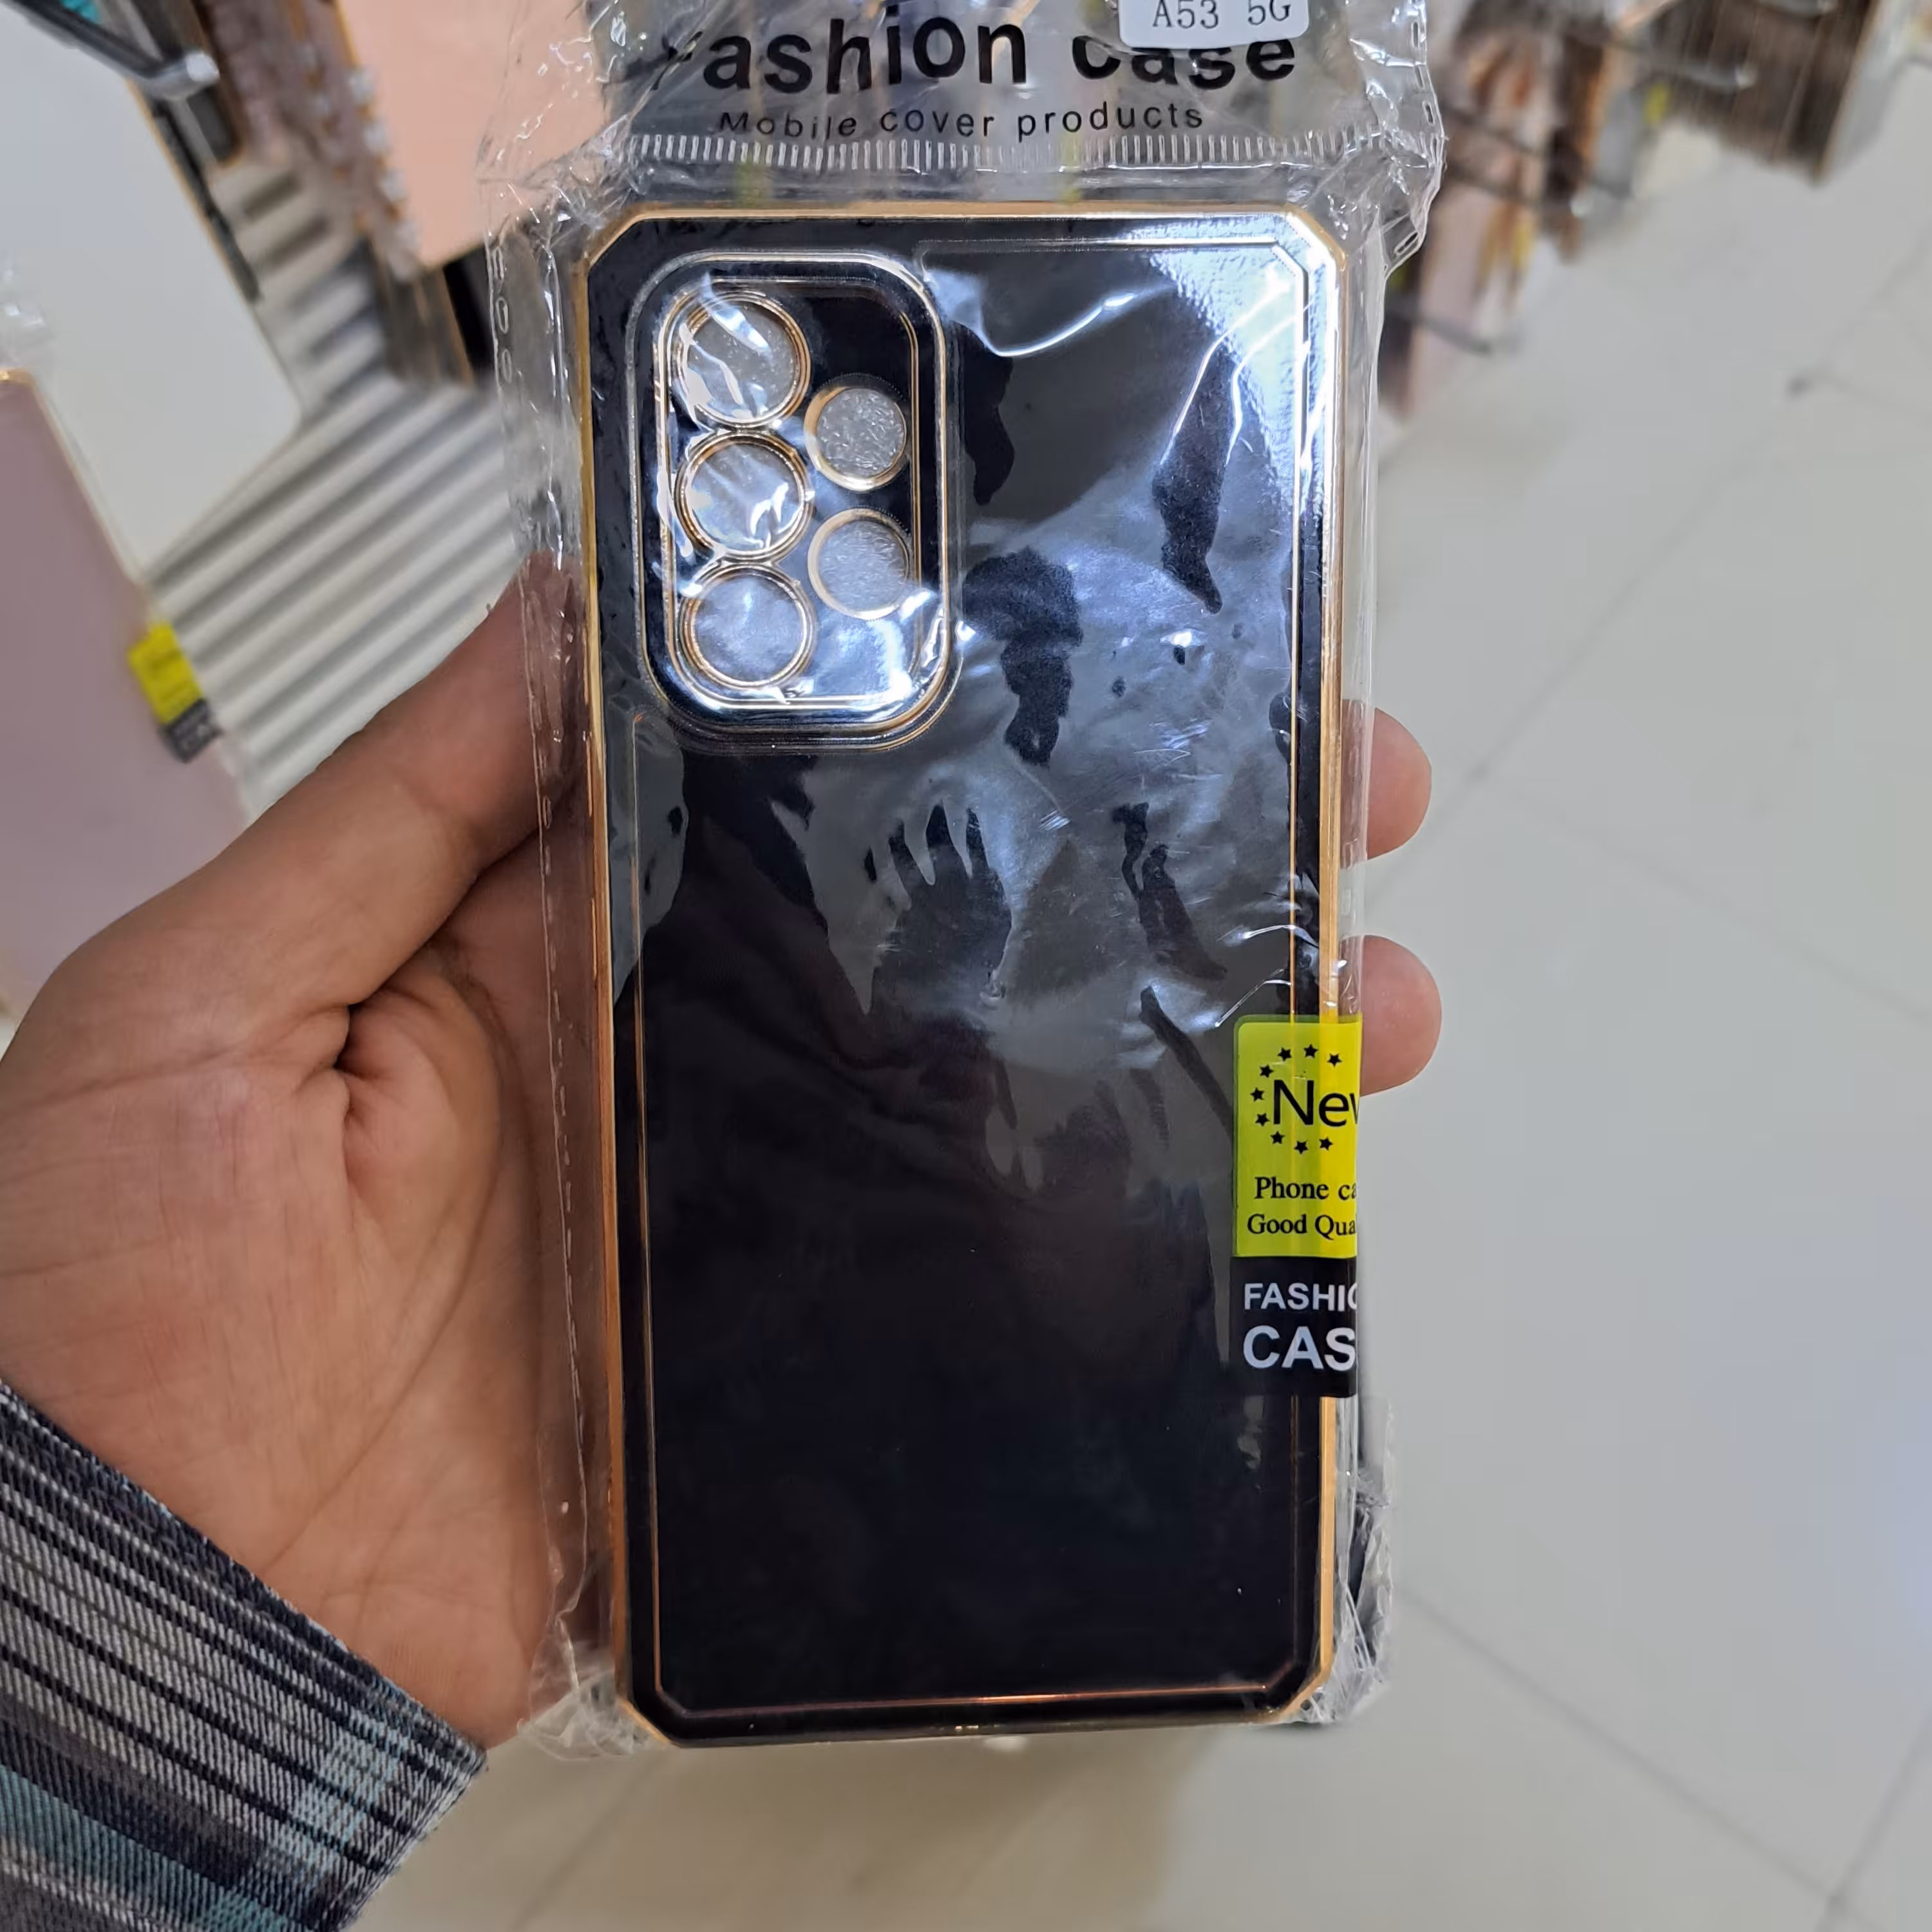 A53 5G
Fashion case
Mobile cover products
New
Phone ca
Good Qua
FASHIO
CAS